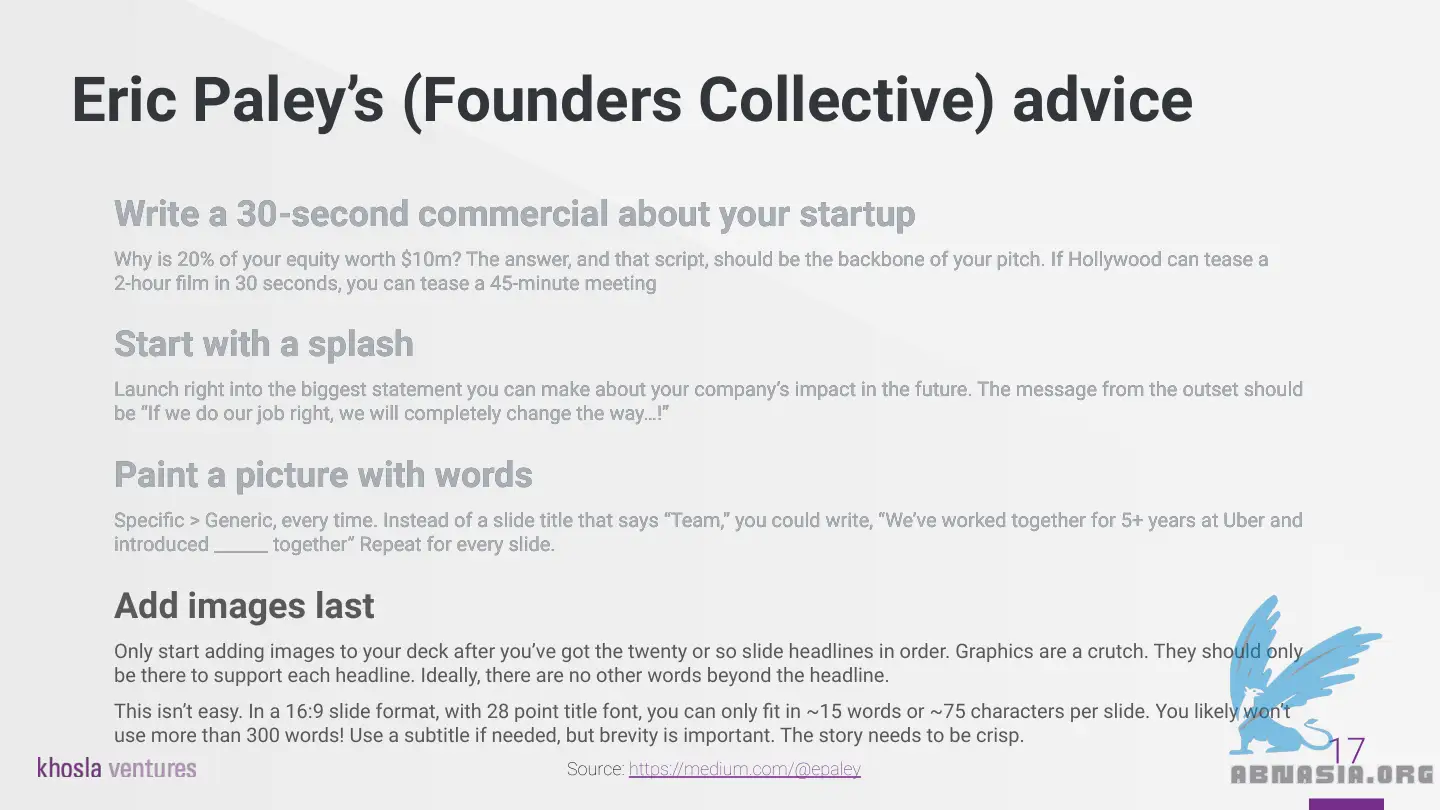 Eric Paley’s (Founders Collective) advice
Write a 30-second commercial about your startup
Why is 20% of your equity worth $10m? The answer, and that script, should be the backbone of your pitch. If Hollywood can tease a
2-hour film in 30 seconds, you can tease a 45-minute meeting
Start with a splash
Launch right into the biggest statement you can make about your company’s impact in the future. The message from the outset should
be “If we do our job right, we will completely change the way…!”
Paint a picture with words
Specific > Generic, every time. Instead of a slide title that says “Team,” you could write, “We’ve worked together for 5+ years at Uber and
introduced ______ together” Repeat for every slide.
Add images last
Only start adding images to your deck after you’ve got the twenty or so slide headlines in order. Graphics are a crutch. They should only
be there to support each headline. Ideally, there are no other words beyond the headline.
This isn’t easy. In a 16:9 slide format, with 28 point title font, you can only fit in ~15 words or ~75 characters per slide. You likely won’t
use more than 300 words! Use a subtitle if needed, but brevity is important. The story needs to be crisp.
khosla ventures
Source: https://medium.com/@epaley
17
ABNASIA.ORG